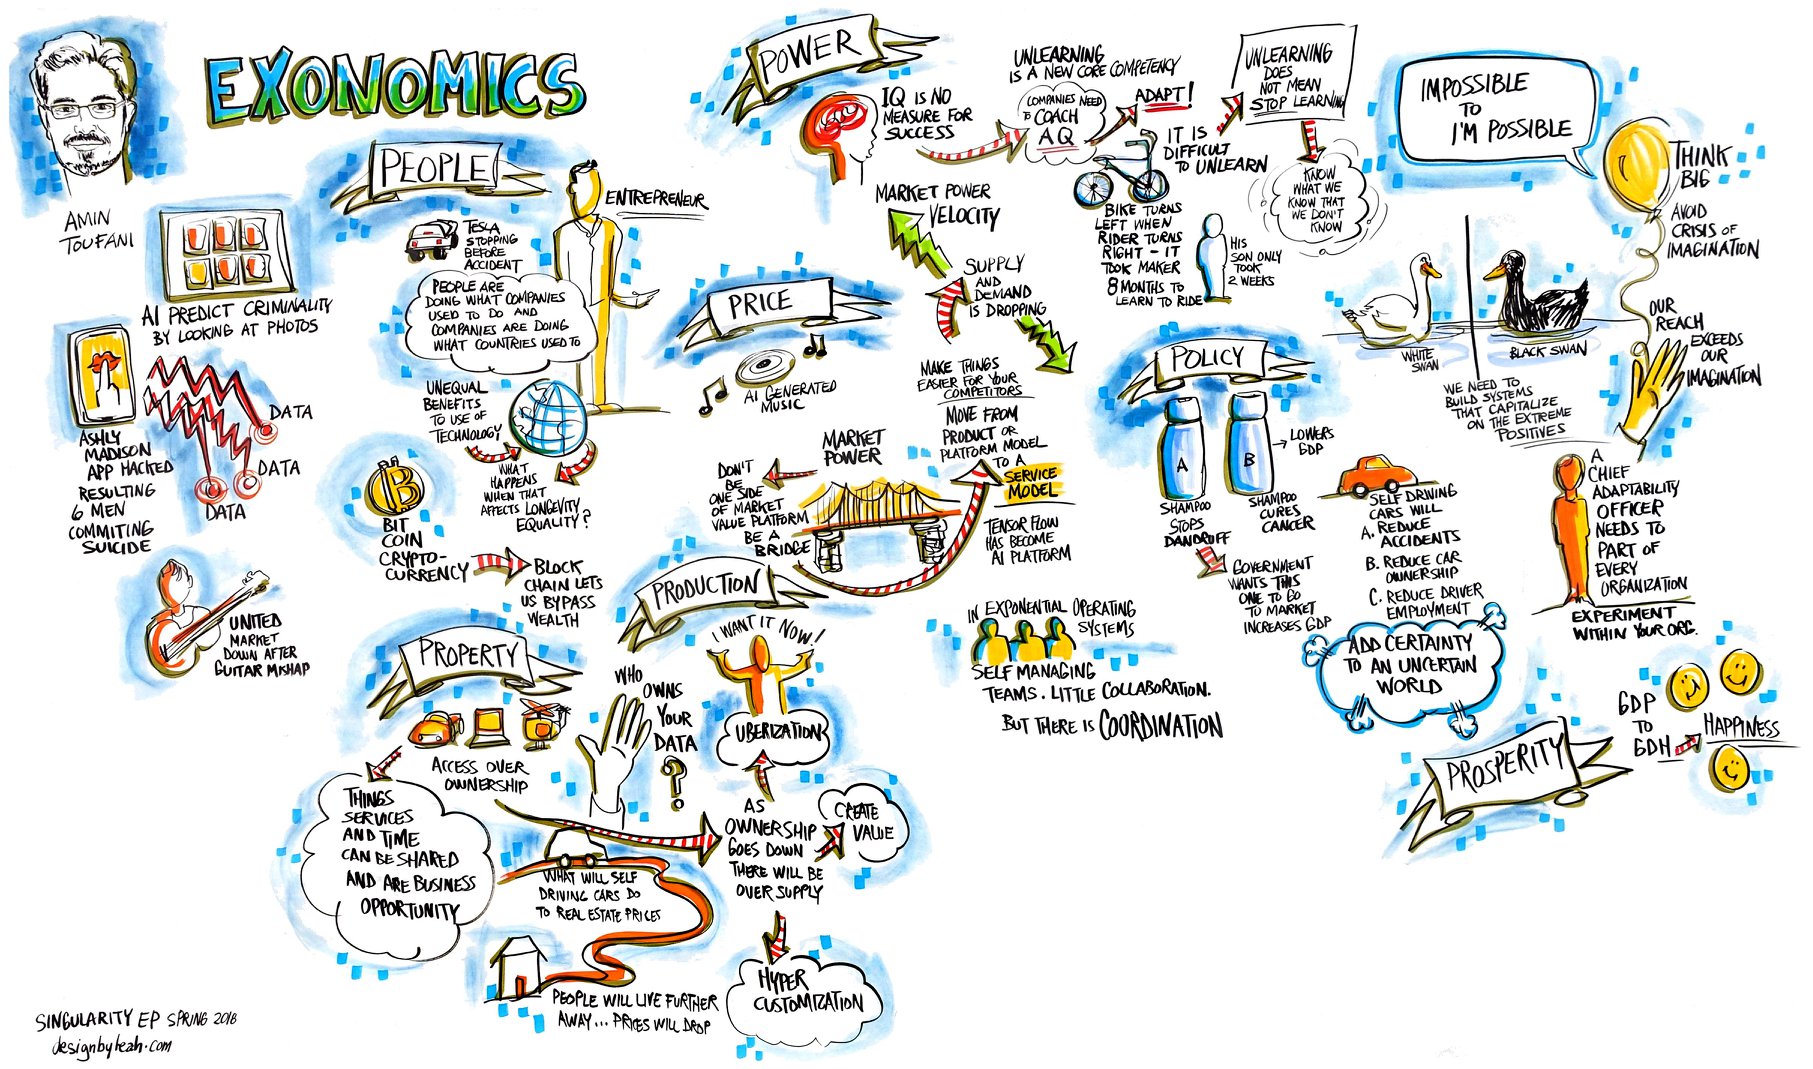 EXONOMICS
AMIN
TOUFANI
AI PREDICT CRIMINALITY
BY LOOKING AT PHOTOS
ASHLY
MADISON
APP HACKED
RESULTING
6 MEN
COMMITING
SUICIDE
DATA
DATA
DATA
UNITED
MARKET
DOWN AFTER
GUITAR MISHAP
PEOPLE
ENTREPRENEUR
TESLA
STOPPING
BEFORE
ACCIDENT
PEOPLE ARE
DOING WHAT COMPANIES
USED TO DO AND
COMPANIES ARE DOING
WHAT COUNTRIES USED TO
UNEQUAL
BENEFITS
TO USE OF
TECHNOLOGY
WHAT
HAPPENS
WHEN THAT
AFFECTS LONGEVITY
EQUALITY?
B
BIT
COIN
CRYPTO-
CURRENCY
BLOCK
CHAIN LETS
US BYPASS
WEALTH
PROPERTY
ACCESS OVER
OWNERSHIP
THINGS
SERVICES
AND TIME
CAN BE SHARED
AND ARE BUSINESS
OPPORTUNITY
WHO
OWNS
YOUR
DATA
?
WHAT WILL SELF
DRIVING CARS DO
TO REAL ESTATE PRICES
PEOPLE WILL LIVE FURTHER
AWAY... PRICES WILL DROP
PRODUCTION
I WANT IT NOW!
UBERIZATION
AS
OWNERSHIP
GOES DOWN
THERE WILL BE
OVER SUPPLY
CREATE
VALUE
HYPER
CUSTOMIZATION
PRICE
AI GENERATED
MUSIC
MARKET POWER
VELOCITY
SUPPLY
AND
DEMAND
IS DROPPING
MAKE THINGS
EASIER FOR YOUR
COMPETITORS
MOVE FROM
PRODUCT OR
PLATFORM MODEL
TO A
SERVICE
MODEL
TENSOR FLOW
HAS BECOME
AI PLATFORM
MARKET
POWER
DON'T
BE
ONE SIDE
OF MARKET
VALUE PLATFORM
BE A
BRIDGE
IN EXPONENTIAL OPERATING
SYSTEMS
SELF MANAGING
TEAMS. LITTLE COLLABORATION.
BUT THERE IS COORDINATION
POWER
IQ IS NO
MEASURE FOR
SUCCESS
UNLEARNING
IS A NEW CORE COMPETENCY
COMPANIES NEED
TO COACH
AQ
ADAPT!
IT IS
DIFFICULT
TO UNLEARN
BIKE TURNS
LEFT WHEN
RIDER TURNS
RIGHT - IT
TOOK MAKER
8 MONTHS TO
LEARN TO RIDE
HIS
SON ONLY
TOOK
2 WEEKS
UNLEARNING
DOES
NOT MEAN
STOP LEARNING
KNOW
WHAT WE
KNOW THAT
WE DON'T
KNOW
POLICY
A
B
LOWERS
GDP
SHAMPOO
STOPS
DANDRUFF
SHAMPOO
CURES
CANCER
GOVERNMENT
WANTS THIS
ONE TO GO
TO MARKET
INCREASES GDP
SELF DRIVING
CARS WILL
A. REDUCE
ACCIDENTS
B. REDUCE CAR
OWNERSHIP
C. REDUCE DRIVER
EMPLOYMENT
ADD CERTAINTY
TO AN UNCERTAIN
WORLD
IMPOSSIBLE
TO
I'M POSSIBLE
THINK
BIG
AVOID
CRISIS OF
IMAGINATION
OUR
REACH
EXCEEDS
OUR
IMAGINATION
WHITE
SWAN
BLACK SWAN
WE NEED TO
BUILD SYSTEMS
THAT CAPITALIZE
ON THE EXTREME
POSITIVES
A
CHIEF
ADAPTABILITY
OFFICER
NEEDS TO
PART OF
EVERY
ORGANIZATION
EXPERIMENT
WITHIN YOUR ORG.
PROSPERITY
GDP
TO
GDH
HAPPINESS
SINGULARITY EP SPRING 2018
designbyleah.com